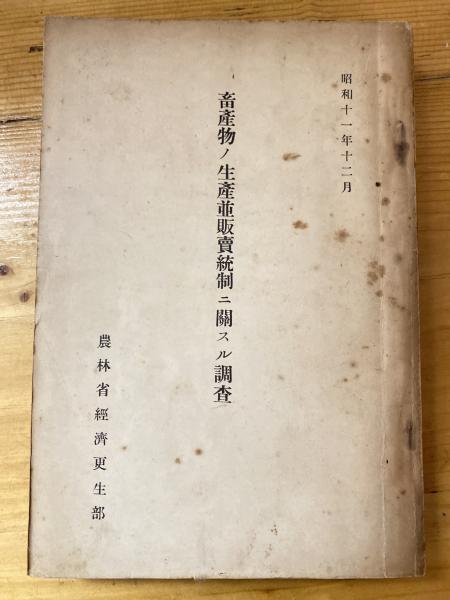 昭和十一年十二月
畜產物ノ生產並販賣統制ニ關スル調查
農林省經濟更生部